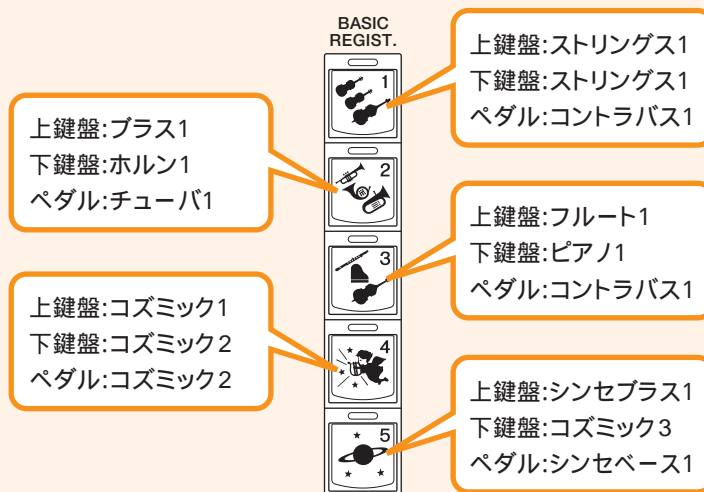 BASIC
REGIST.
1
上鍵盤:ストリングス1
下鍵盤:ストリングス1
ペダル:コントラバス1
2
上鍵盤:ブラス1
下鍵盤:ホルン1
ペダル:チューバ1
3
上鍵盤:フルート1
下鍵盤:ピアノ1
ペダル:コントラバス1
4
上鍵盤:コズミック1
下鍵盤:コズミック2
ペダル:コズミック2
5
上鍵盤:シンセブラス1
下鍵盤:コズミック3
ペダル:シンセベース1